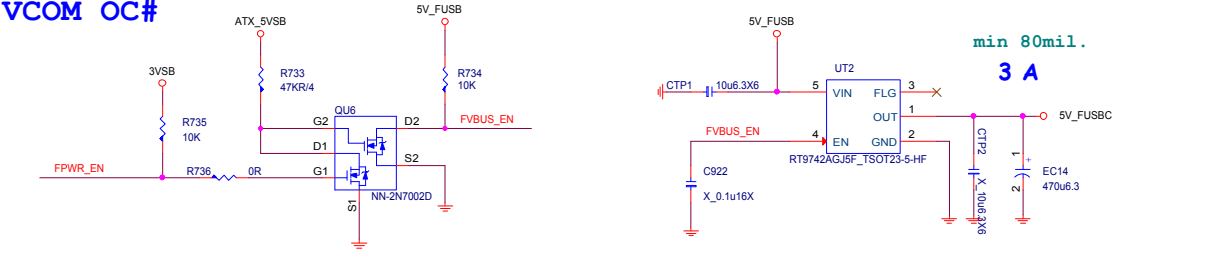 VCOM OC#
ATX_5VSB
5V_FUSB
3VSB
R733
47KR/4
R734
10K
R735
10K
QU6
G2
D2
FVBUS_EN
D1
S2
FPWR_EN
R736
0R
G1
NN-2N7002D
S1
5V_FUSB
min 80mil.
3 A
UT2
CTP1
10u6.3X6
5
VIN
FLG
3
OUT
1
5V_FUSBC
FVBUS_EN
4
EN
GND
2
RT9742AGJ5F_TSOT23-5-HF
C922
X_0.1u16X
CTP2
X_10u6.3X6
1
+
2
EC14
470u6.3